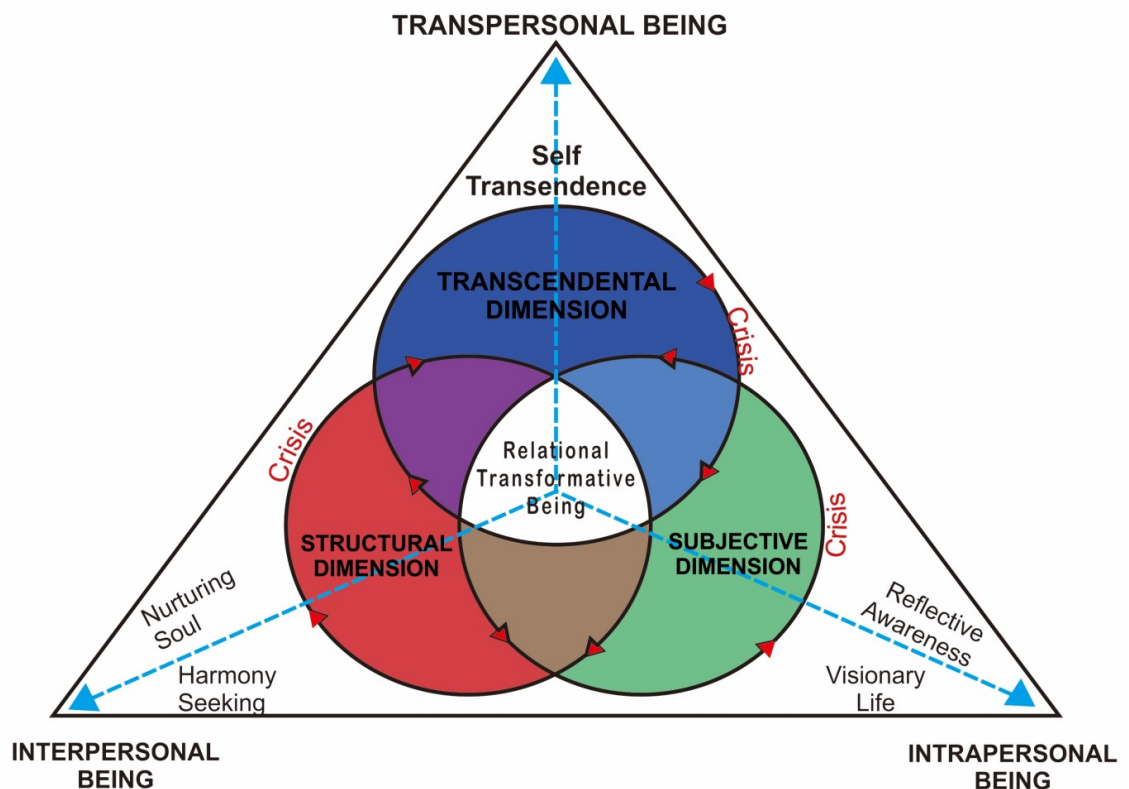 TRANSPERSONAL BEING
Self
Transendence
TRANSCENDENTAL
DIMENSION
Crisis
Crisis
Relational
Transformative
Being
Crisis
STRUCTURAL
DIMENSION
SUBJECTIVE
DIMENSION
Nurturing
Soul
Harmony
Seeking
Reflective
Awareness
Visionary
Life
INTERPERSONAL
BEING
INTRAPERSONAL
BEING